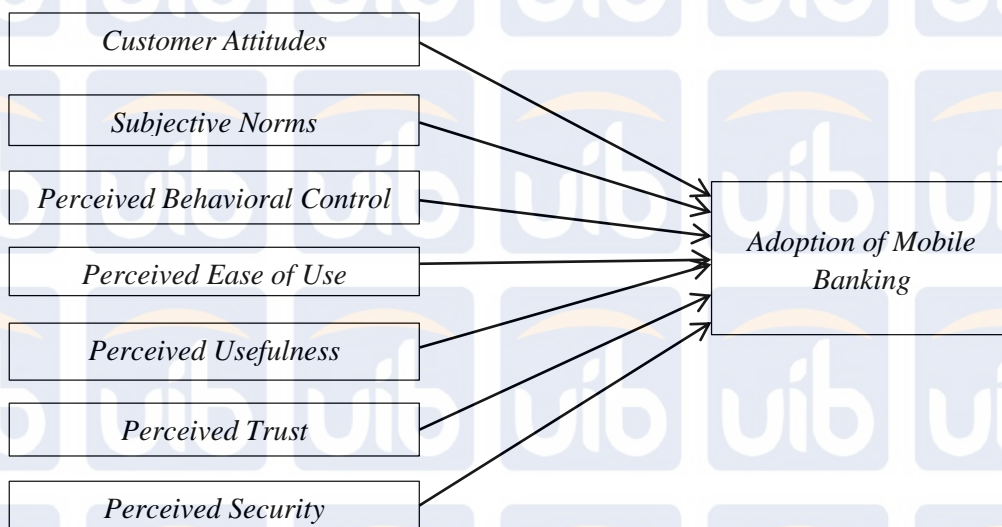 Customer Attitudes
Subjective Norms
Perceived Behavioral Control
Perceived Ease of Use
Perceived Usefulness
Perceived Trust
Perceived Security
Adoption of Mobile
Banking
uib